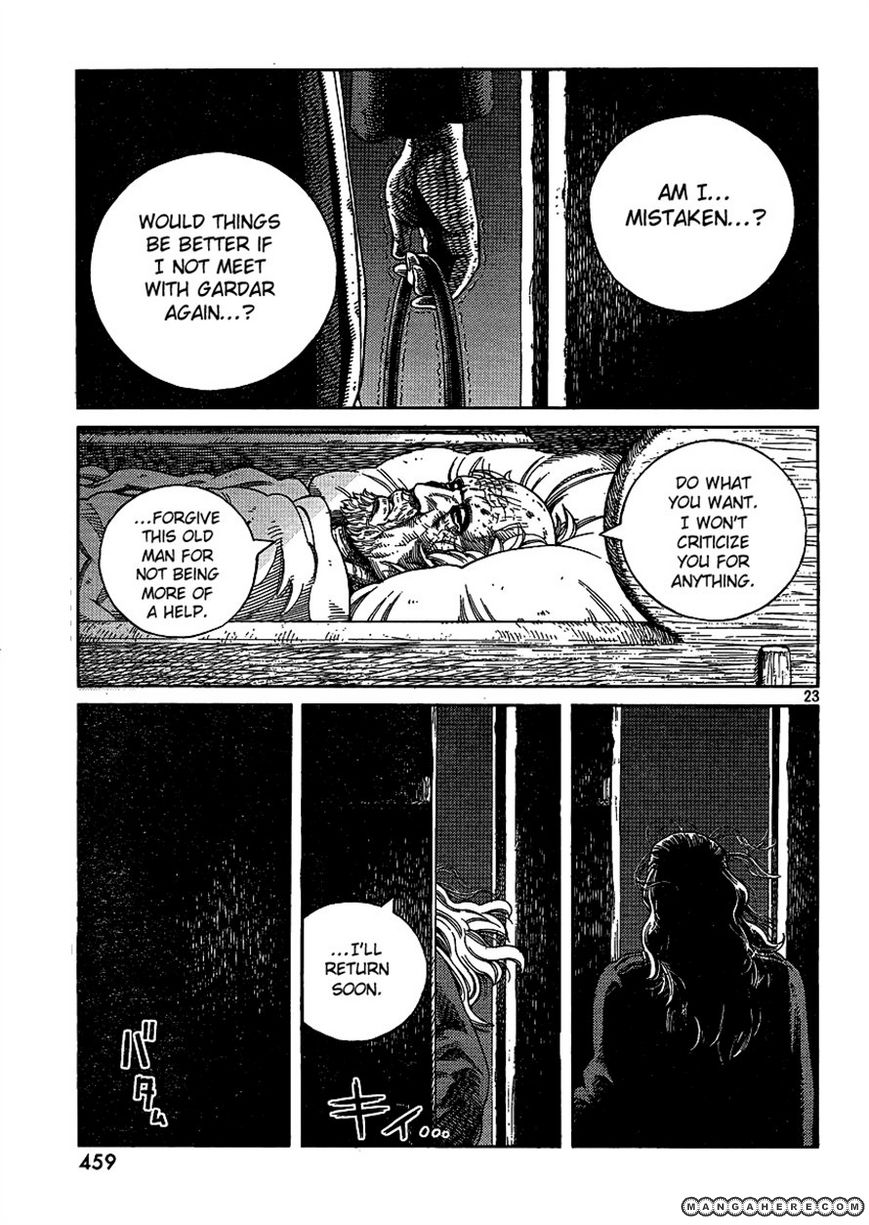 AM I...
MISTAKEN...?
WOULD THINGS
BE BETTER IF
I NOT MEET
WITH GARDAR
AGAIN...?
DO WHAT
YOU WANT.
I WON'T
CRITICIZE
YOU FOR
ANYTHING.
...FORGIVE
THIS OLD
MAN FOR
NOT BEING
MORE OF
A HELP.
23
...I'LL
RETURN
SOON.
キィ...
バタム
459
MANGAHERE.COM